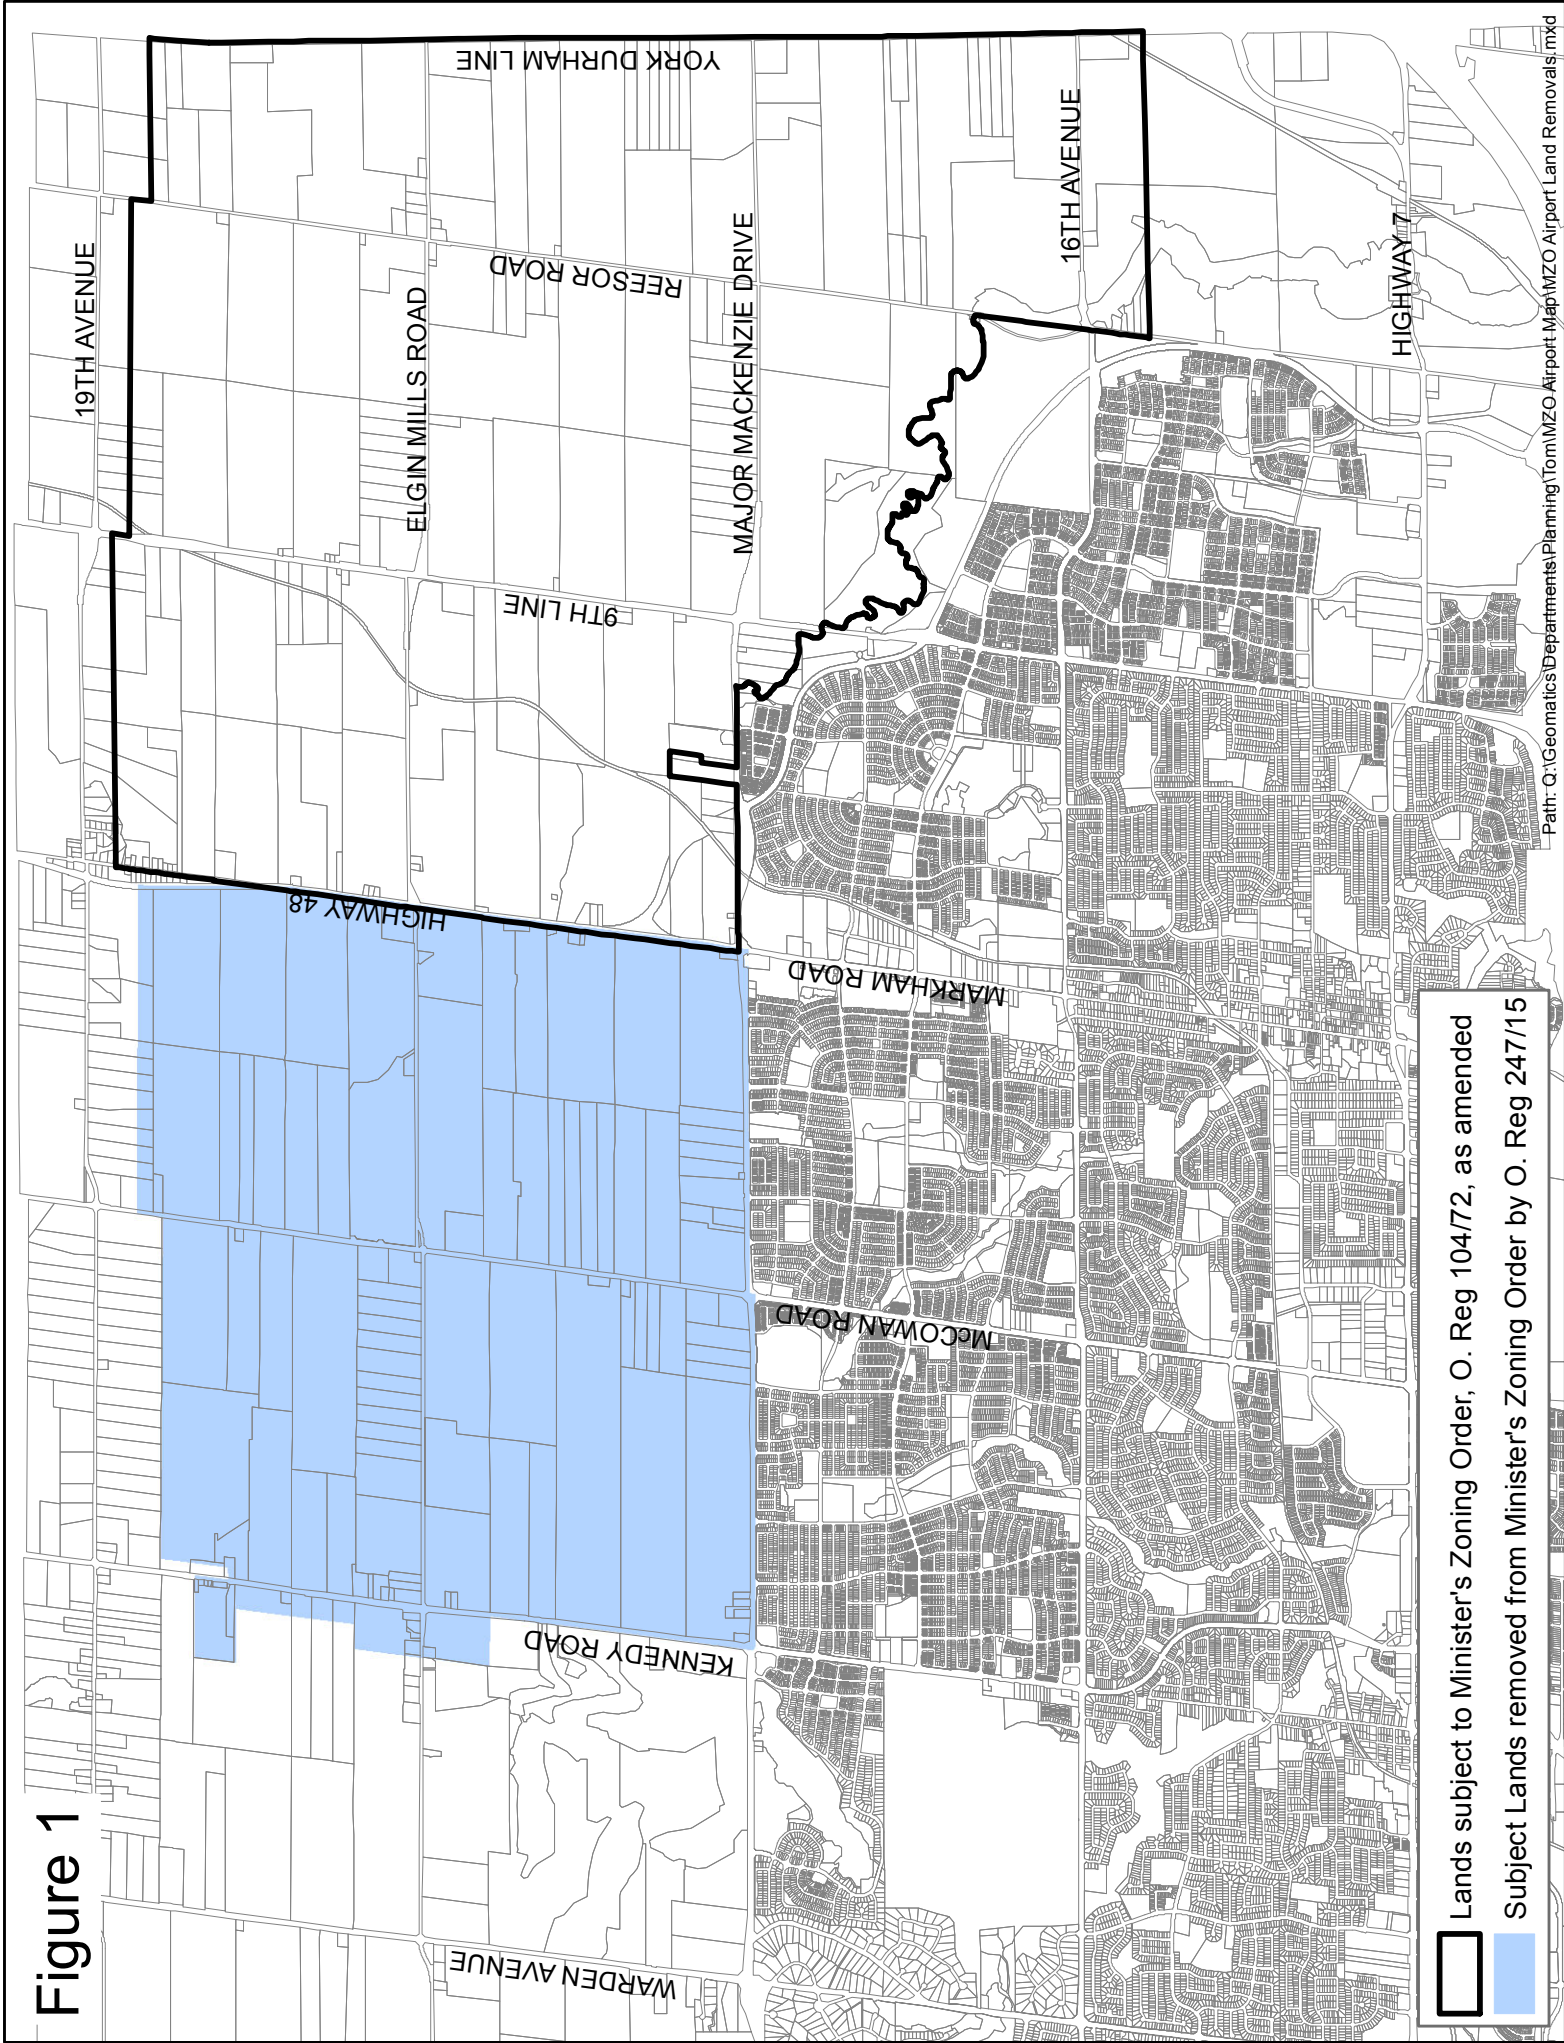 Figure 1
19TH AVENUE
ELGIN MILLS ROAD
MAJOR MACKENZIE DRIVE
16TH AVENUE
HIGHWAY 7
WARDEN AVENUE
KENNEDY ROAD
McCOWAN ROAD
HIGHWAY 48
MARKHAM ROAD
9TH LINE
REESOR ROAD
YORK DURHAM LINE
Lands subject to Minister's Zoning Order, O. Reg 104/72, as amended
Subject Lands removed from Minister's Zoning Order by O. Reg 247/15
Path: Q:\Geomatics\Departments\Planning\Tom\MZO Airport Map\MZO Airport Land Removals.mxd